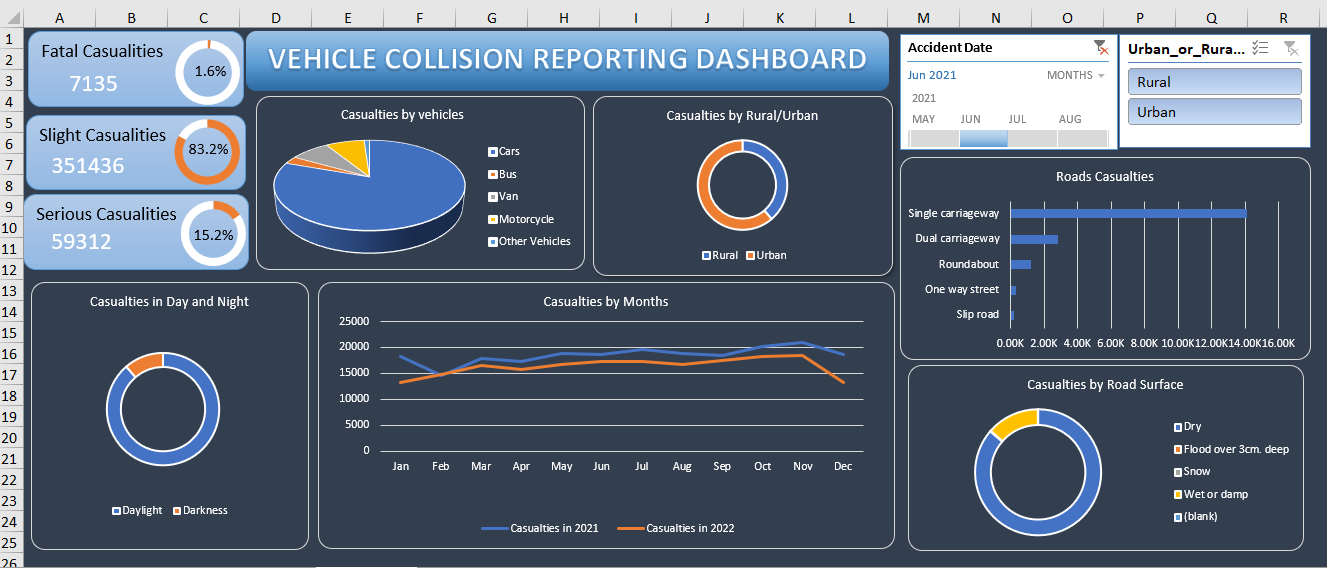 A B C D E F G H I J K L M N O P Q R
1
2
3
4
5
6
7
8
9
10
11
12
13
14
15
16
17
18
19
20
21
22
23
24
25
26
Fatal Casualities
7135
1.6%
Slight Casualities
351436
83.2%
Serious Casualities
59312
15.2%
VEHICLE COLLISION REPORTING DASHBOARD
Accident Date
Jun 2021 MONTHS
2021
MAY JUN JUL AUG
Urban_or_Rura...
Rural
Urban
Casualties by vehicles
Cars
Bus
Van
Motorcycle
Other Vehicles
Casualties by Rural/Urban
Rural Urban
Roads Casualties
Single carriageway
Dual carriageway
Roundabout
One way street
Slip road
0.00K 2.00K 4.00K 6.00K 8.00K 10.00K 12.00K 14.00K 16.00K
Casualties in Day and Night
Daylight Darkness
Casualties by Months
25000
20000
15000
10000
5000
0
Jan Feb Mar Apr May Jun Jul Aug Sep Oct Nov Dec
Casualties in 2021 Casualties in 2022
Casualties by Road Surface
Dry
Flood over 3cm. deep
Snow
Wet or damp
(blank)